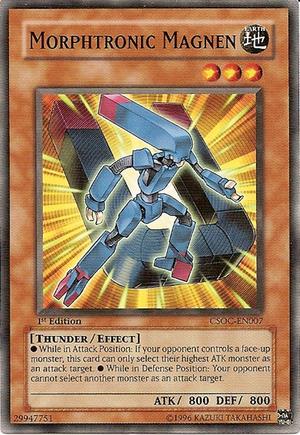 MORPHTRONIC MAGNEN
EARTH
地
1st Edition
CSOC-EN007
[THUNDER / EFFECT]
● While in Attack Position: If your opponent controls a face-up
monster, this card can only select their highest ATK monster as
an attack target. ● While in Defense Position: Your opponent
cannot select another monster as an attack target.
ATK/ 800 DEF/ 800
29947751
©1996 KAZUKI TAKAHASHI